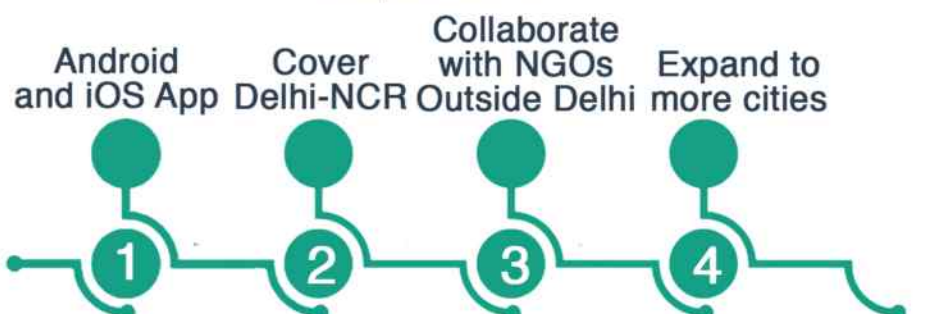 Android
and iOS App
Cover
Delhi-NCR
Collaborate
with NGOs
Outside Delhi
Expand to
more cities
1
2
3
4